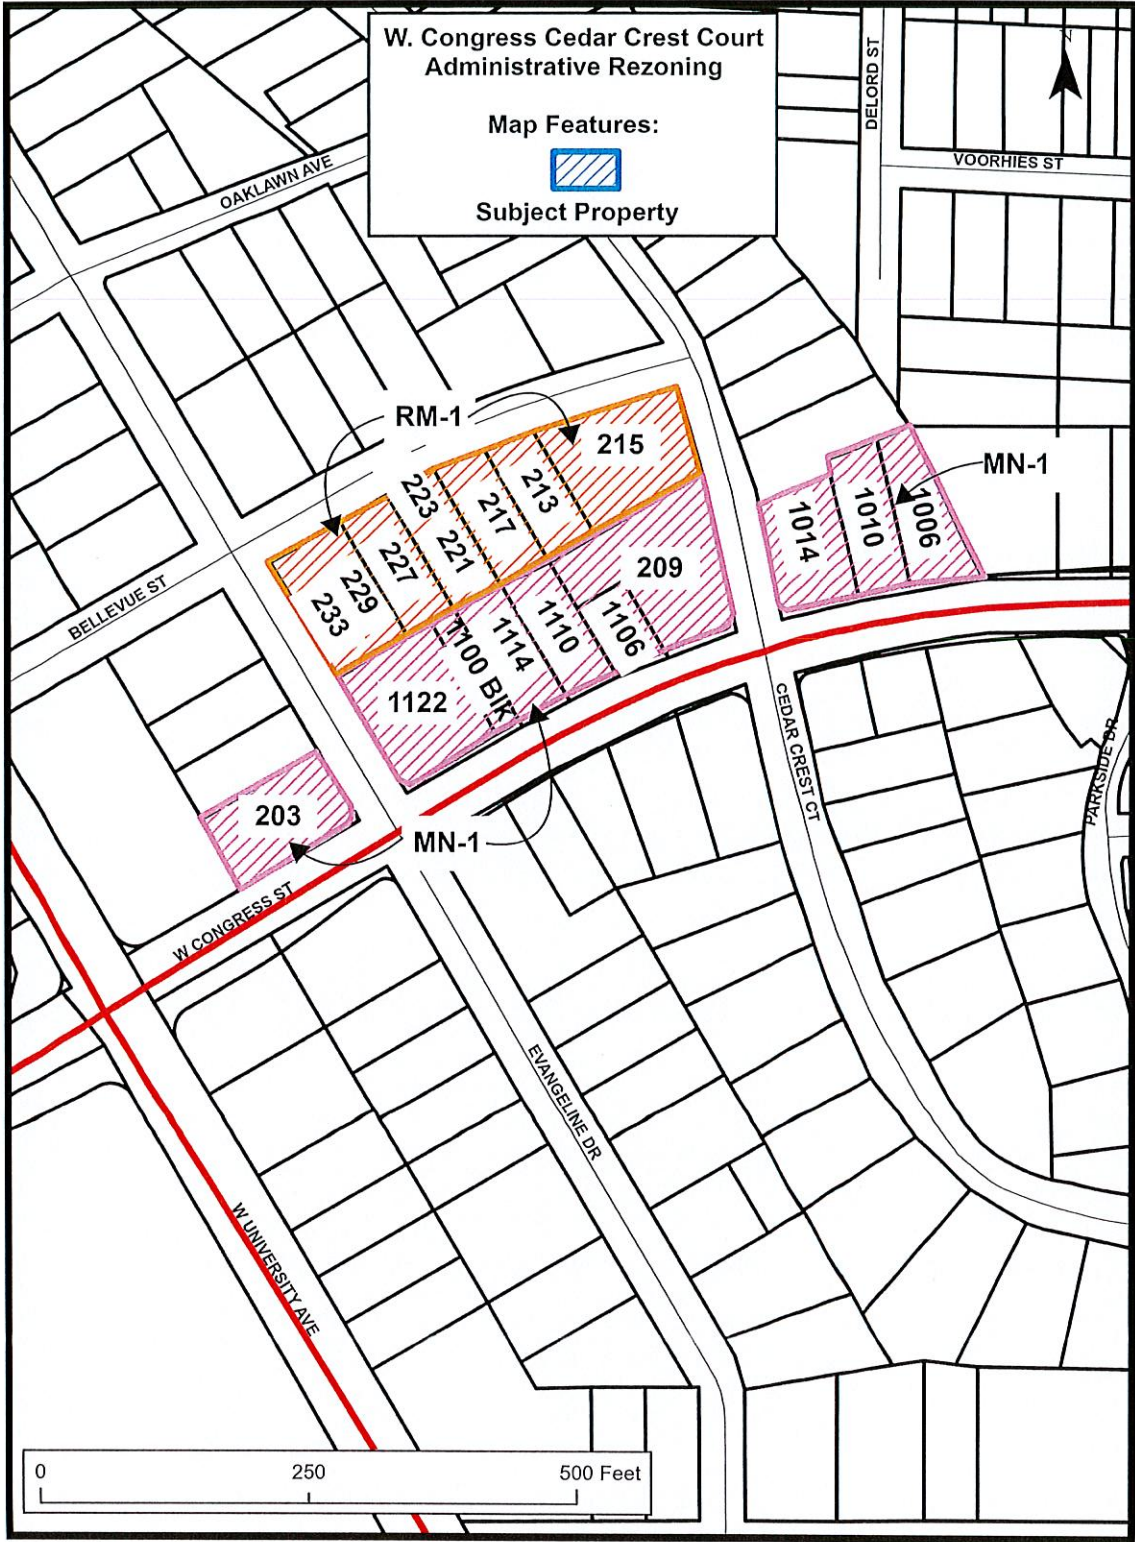 W. Congress Cedar Crest Court
Administrative Rezoning
Map Features:
Subject Property
DELORD ST
VOORHIES ST
OAKLAWN AVE
RM-1
215
223
213
217
MN-1
221
227
229
233
1014
1010
1006
209
1106
1110
1114
1100 Blk
1122
BELLEVUE ST
203
MN-1
CEDAR CREST CT
PARKSIDE DR
W CONGRESS ST
EVANGELINE DR
W UNIVERSITY AVE
0 250 500 Feet